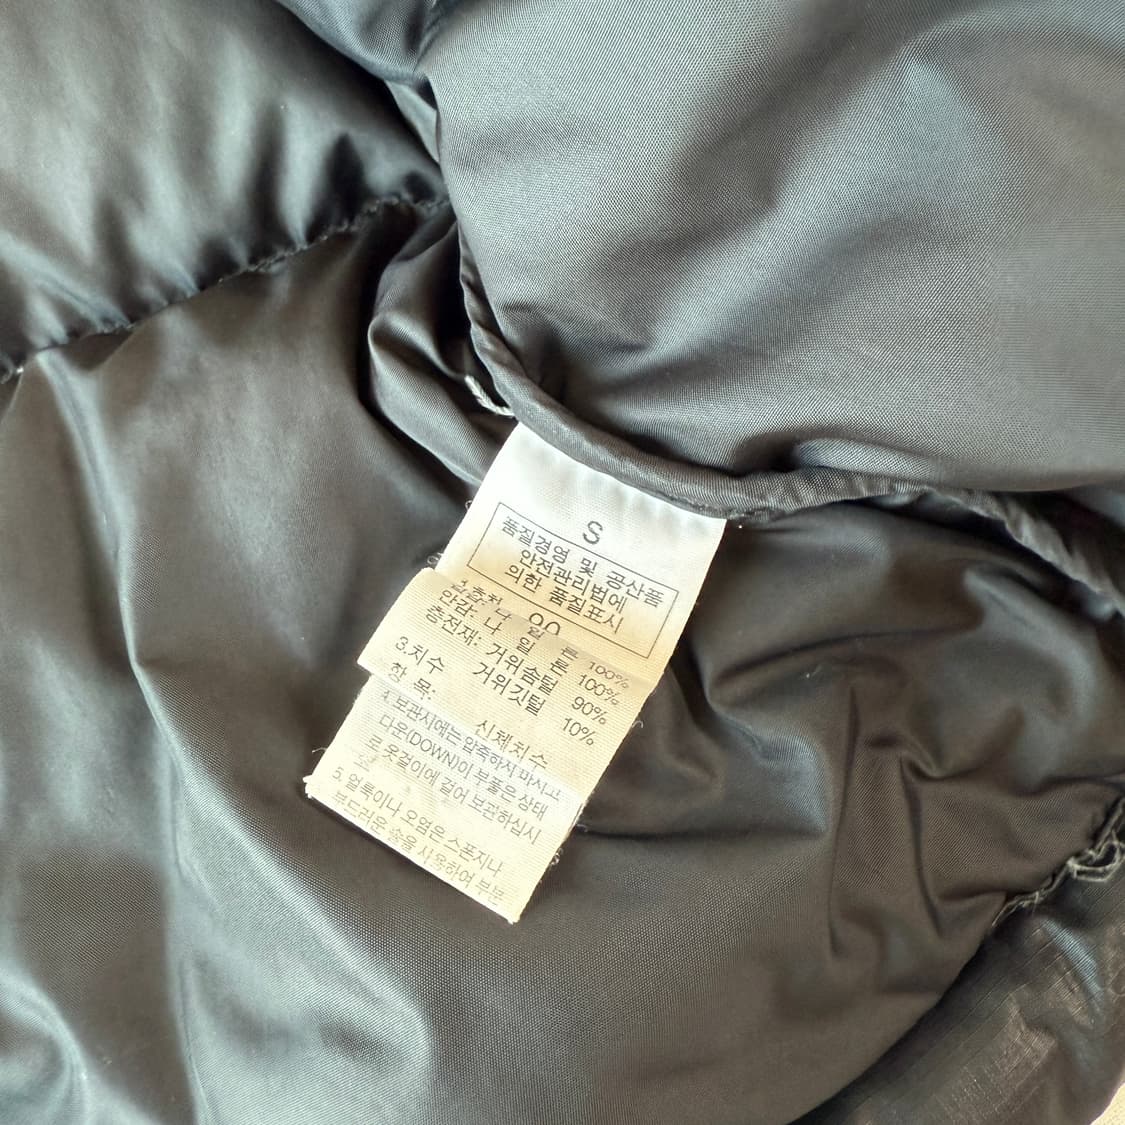 S
품질경영 및 공산품
안전관리법에
의한 품질표시
90
나 일 론 100%
안감: 나 일 론 100%
충전재: 거위솜털 90%
거위깃털 10%
3.치수
항 목:
신체치수
4. 보관시에는 압축하지 마시고
다운(DOWN)이 부풀은 상태
로 옷걸이에 걸어 보관하십시
5. 얼룩이나 오염은 스폰지나
부드러운 솔을 사용하여 부분